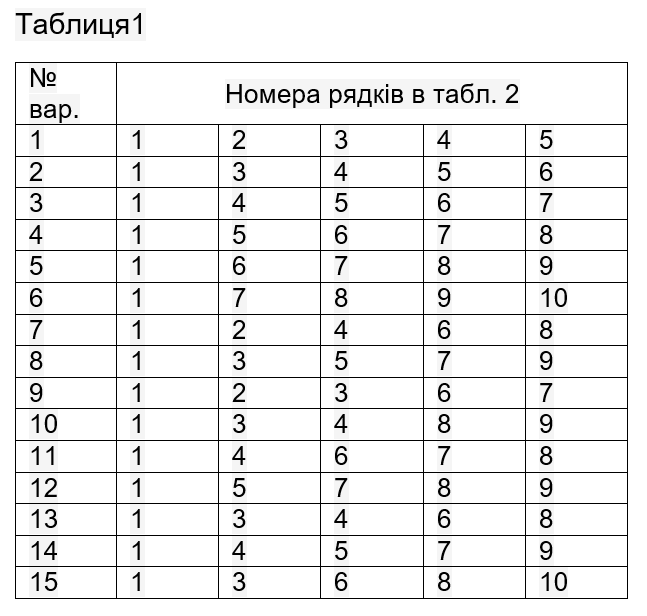 Таблиця1
№ вар. Номера рядків в табл. 2
1 1 2 3 4 5
2 1 3 4 5 6
3 1 4 5 6 7
4 1 5 6 7 8
5 1 6 7 8 9
6 1 7 8 9 10
7 1 2 4 6 8
8 1 3 5 7 9
9 1 2 3 6 7
10 1 3 4 8 9
11 1 4 6 7 8
12 1 5 7 8 9
13 1 3 4 6 8
14 1 4 5 7 9
15 1 3 6 8 10